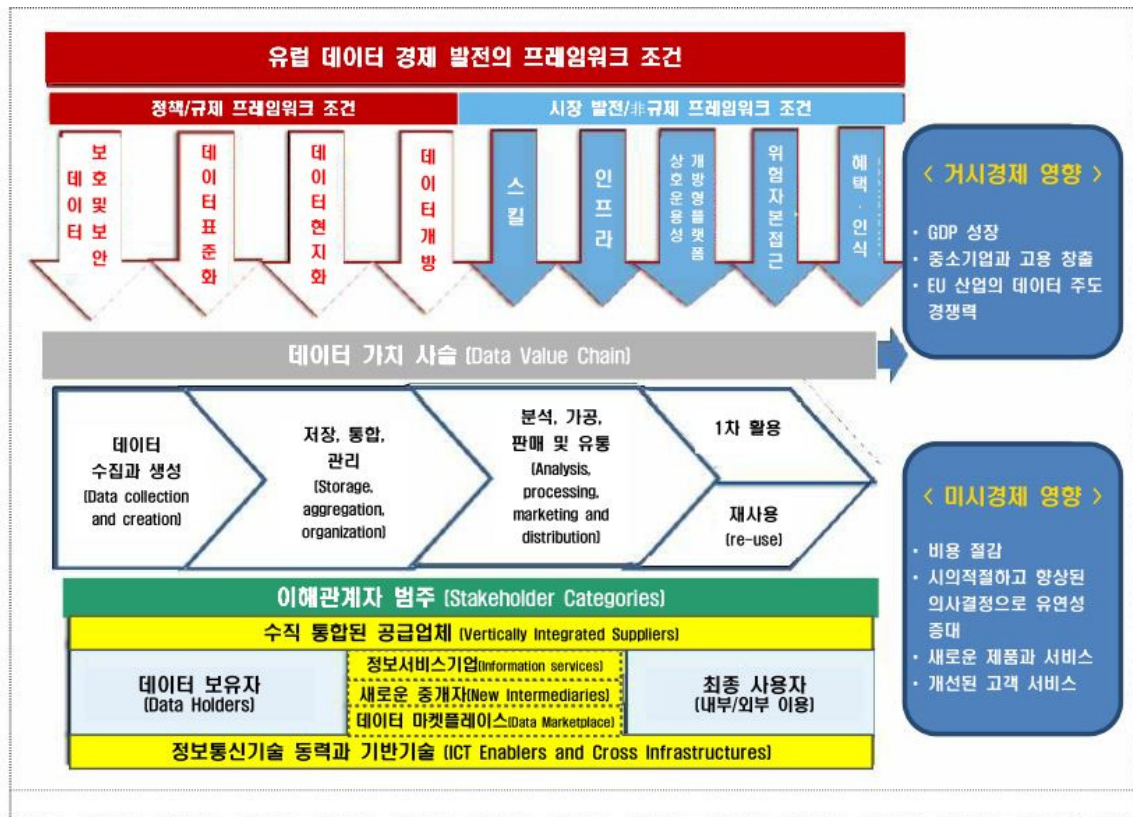 유럽 데이터 경제 발전의 프레임워크 조건
정책/규제 프레임워크 조건
시장 발전/非규제 프레임워크 조건
데이터
보호및보안
데이터표준화
데이터현지화
데이터개방
스킬
인프라
상호운용성
개방형플랫폼
위험자본접근
혜택·인식
< 거시경제 영향 >
• GDP 성장
• 중소기업과 고용 창출
• EU 산업의 데이터 주도
경쟁력
데이터 가치 사슬 (Data Value Chain)
데이터
수집과 생성
(Data collection
and creation)
저장, 통합,
관리
(Storage,
aggregation,
organization)
분석, 가공,
판매 및 유통
(Analysis,
processing,
marketing and
distribution)
1차 활용
재사용
(re-use)
< 미시경제 영향 >
• 비용 절감
• 시의적절하고 향상된
의사결정으로 유연성
증대
• 새로운 제품과 서비스
• 개선된 고객 서비스
이해관계자 범주 (Stakeholder Categories)
수직 통합된 공급업체 (Vertically Integrated Suppliers)
데이터 보유자
(Data Holders)
정보서비스기업(Information services)
새로운 중개자(New Intermediaries)
데이터 마켓플레이스(Data Marketplace)
최종 사용자
(내부/외부 이용)
정보통신기술 동력과 기반기술 (ICT Enablers and Cross Infrastructures)